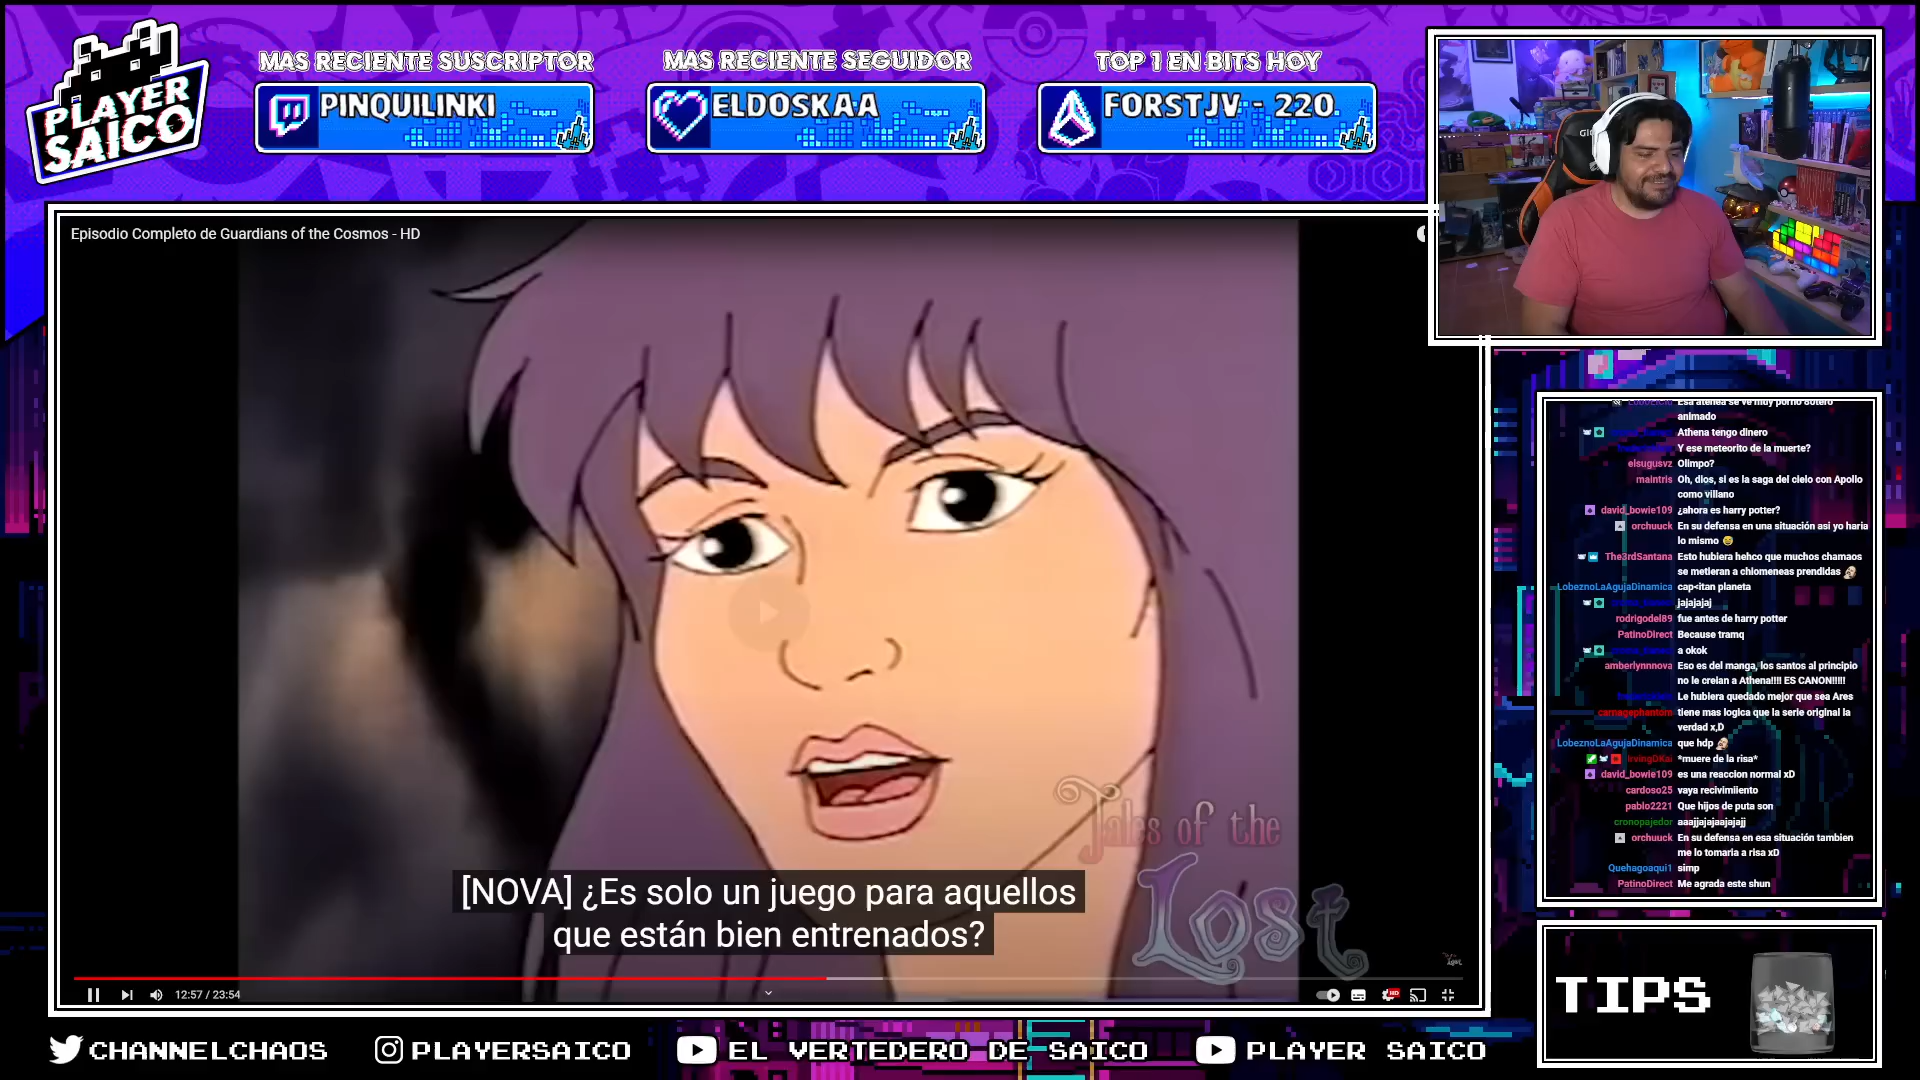 PLAYER
SAICO
MAS RECIENTE SUSCRIPTOR
PINQUILINKI
MAS RECIENTE SEGUIDOR
ELDOSKAA
TOP 1 EN BITS HOY
FORSTJV - 220
Episodio Completo de Guardians of the Cosmos - HD
Tales of the
Lost
[NOVA] ¿Es solo un juego para aquellos
que están bien entrenados?
12:57 / 23:54
animado
Athena tengo dinero
Y ese meteorito de la muerte?
elsugusvz Olimpo?
maintris Oh, dios, si es la saga del cielo con Apollo
como villano
david_bowie109 ¿ahora es harry potter?
orchuuck En su defensa en una situación asi yo haria
lo mismo
The3rdSantana Esto hubiera hehco que muchos chamaos
se metieran a chiomeneas prendidas
LobeznoLaAgujaDinamica cap<itan planeta
jajajajaj
rodrigodel89 fue antes de harry potter
PatinoDirect Because tramq
a okok
amberlynnnova Eso es del manga, los santos al principio
no le creian a Athena!!!! ES CANON!!!!!
Le hubiera quedado mejor que sea Ares
carnagephantom tiene mas logica que la serie original la
verdad x,D
LobeznoLaAgujaDinamica que hdp
IrvingDKai *muere de la risa*
david_bowie109 es una reaccion normal xD
cardoso25 vaya recivimiiento
pablo2221 Que hijos de puta son
cronopajedor aaajjajajaajajajj
orchuuck En su defensa en esa situación tambien
me lo tomaria a risa xD
Quehagoaqui1 simp
PatinoDirect Me agrada este shun
TIPS
CHANNELCHAOS
PLAYERSAICO
EL VERTEDERO DE SAICO
PLAYER SAICO